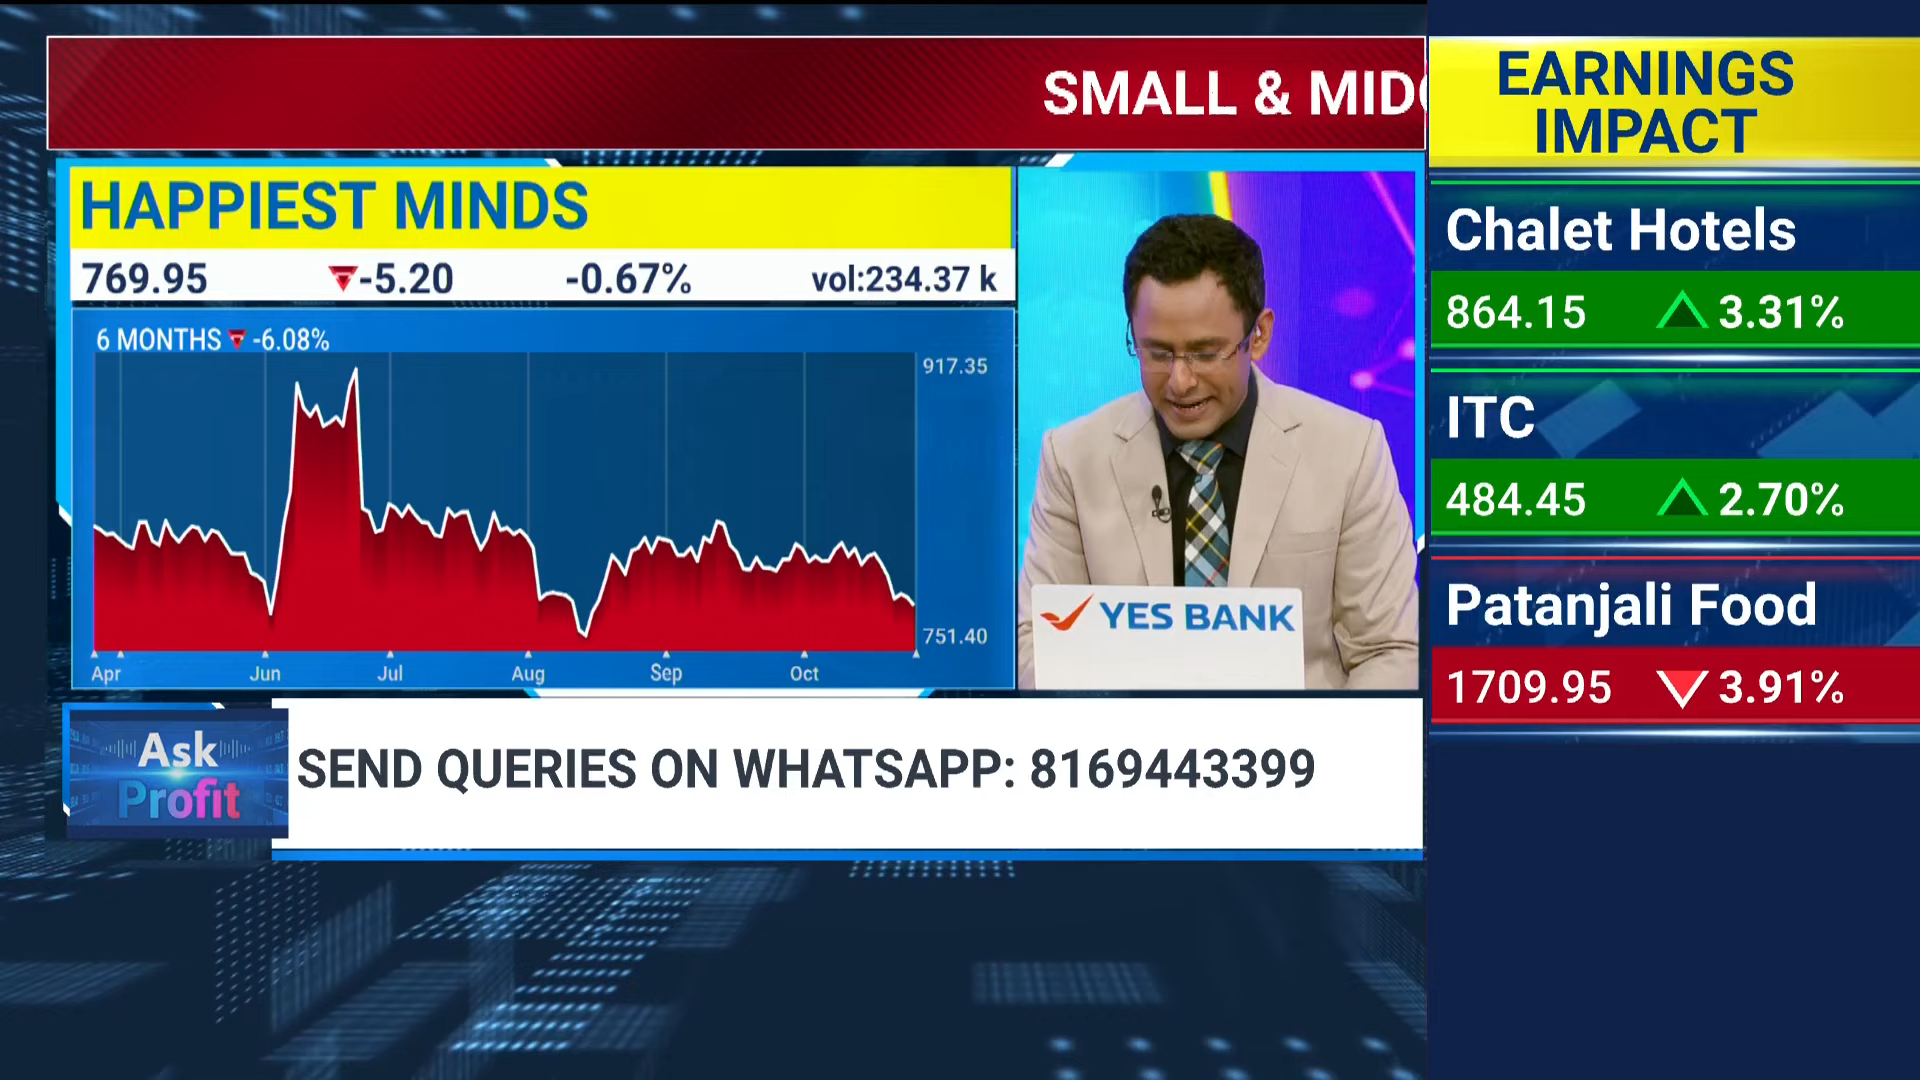 SMALL & MID
EARNINGS
IMPACT
HAPPIEST MINDS
769.95 -5.20 -0.67% vol:234.37 k
6 MONTHS -6.08%
917.35
751.40
Apr Jun Jul Aug Sep Oct
YES BANK
Chalet Hotels
864.15 3.31%
ITC
484.45 2.70%
Patanjali Food
1709.95 3.91%
Ask
Profit
SEND QUERIES ON WHATSAPP: 8169443399